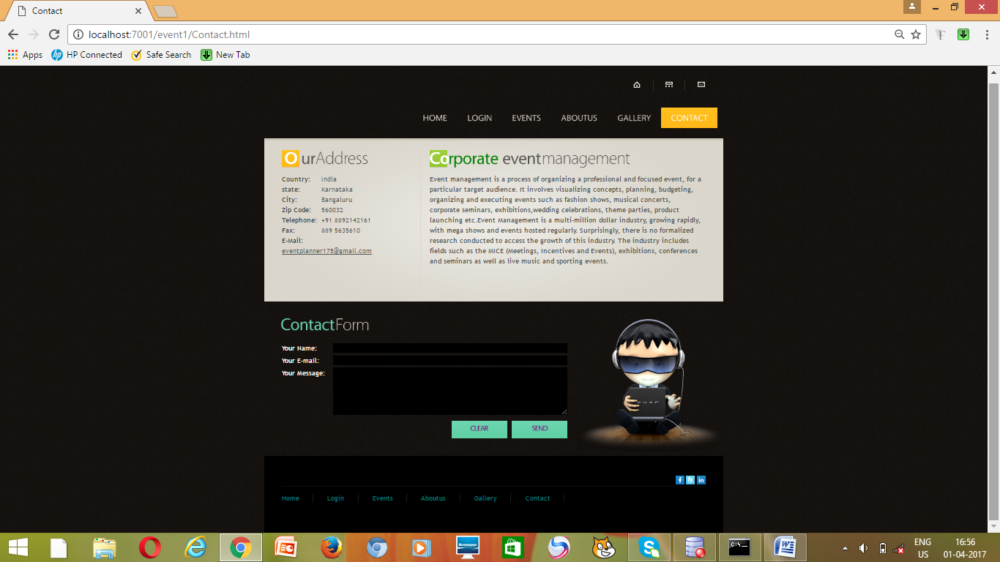 Contact
localhost:7001/event1/Contact.html
Apps HP Connected Safe Search New Tab
HOME LOGIN EVENTS ABOUTUS GALLERY CONTACT
OurAddress
Country: India
state: Karnataka
City: Bangaluru
Zip Code: 560032
Telephone: +91 8892142161
Fax: 889 5635610
E-Mail:
eventplanner175@gmail.com
Corporate eventmanagement
Event management is a process of organizing a professional and focused event, for a
particular target audience. It involves visualizing concepts, planning, budgeting,
organizing and executing events such as fashion shows, musical concerts,
corporate seminars, exhibitions,wedding celebrations, theme parties, product
launching etc.Event Management is a multi-million dollar industry, growing rapidly,
with mega shows and events hosted regularly. Surprisingly, there is no formalized
research conducted to access the growth of this industry. The industry includes
fields such as the MICE (Meetings, Incentives and Events), exhibitions, conferences
and seminars as well as live music and sporting events.
ContactForm
Your Name:
Your E-mail:
Your Message:
CLEAR SEND
Home Login Events Aboutus Gallery Contact
ENG
US
16:56
01-04-2017